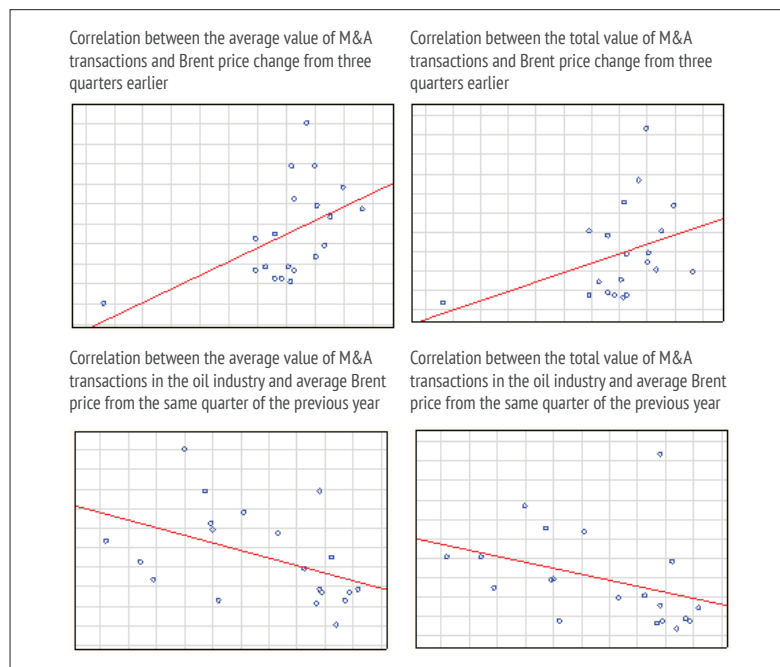 Correlation between the average value of M&A
transactions and Brent price change from three
quarters earlier
Correlation between the total value of M&A
transactions and Brent price change from three
quarters earlier
Correlation between the average value of M&A
transactions in the oil industry and average Brent
price from the same quarter of the previous year
Correlation between the total value of M&A
transactions in the oil industry and average Brent
price from the same quarter of the previous year